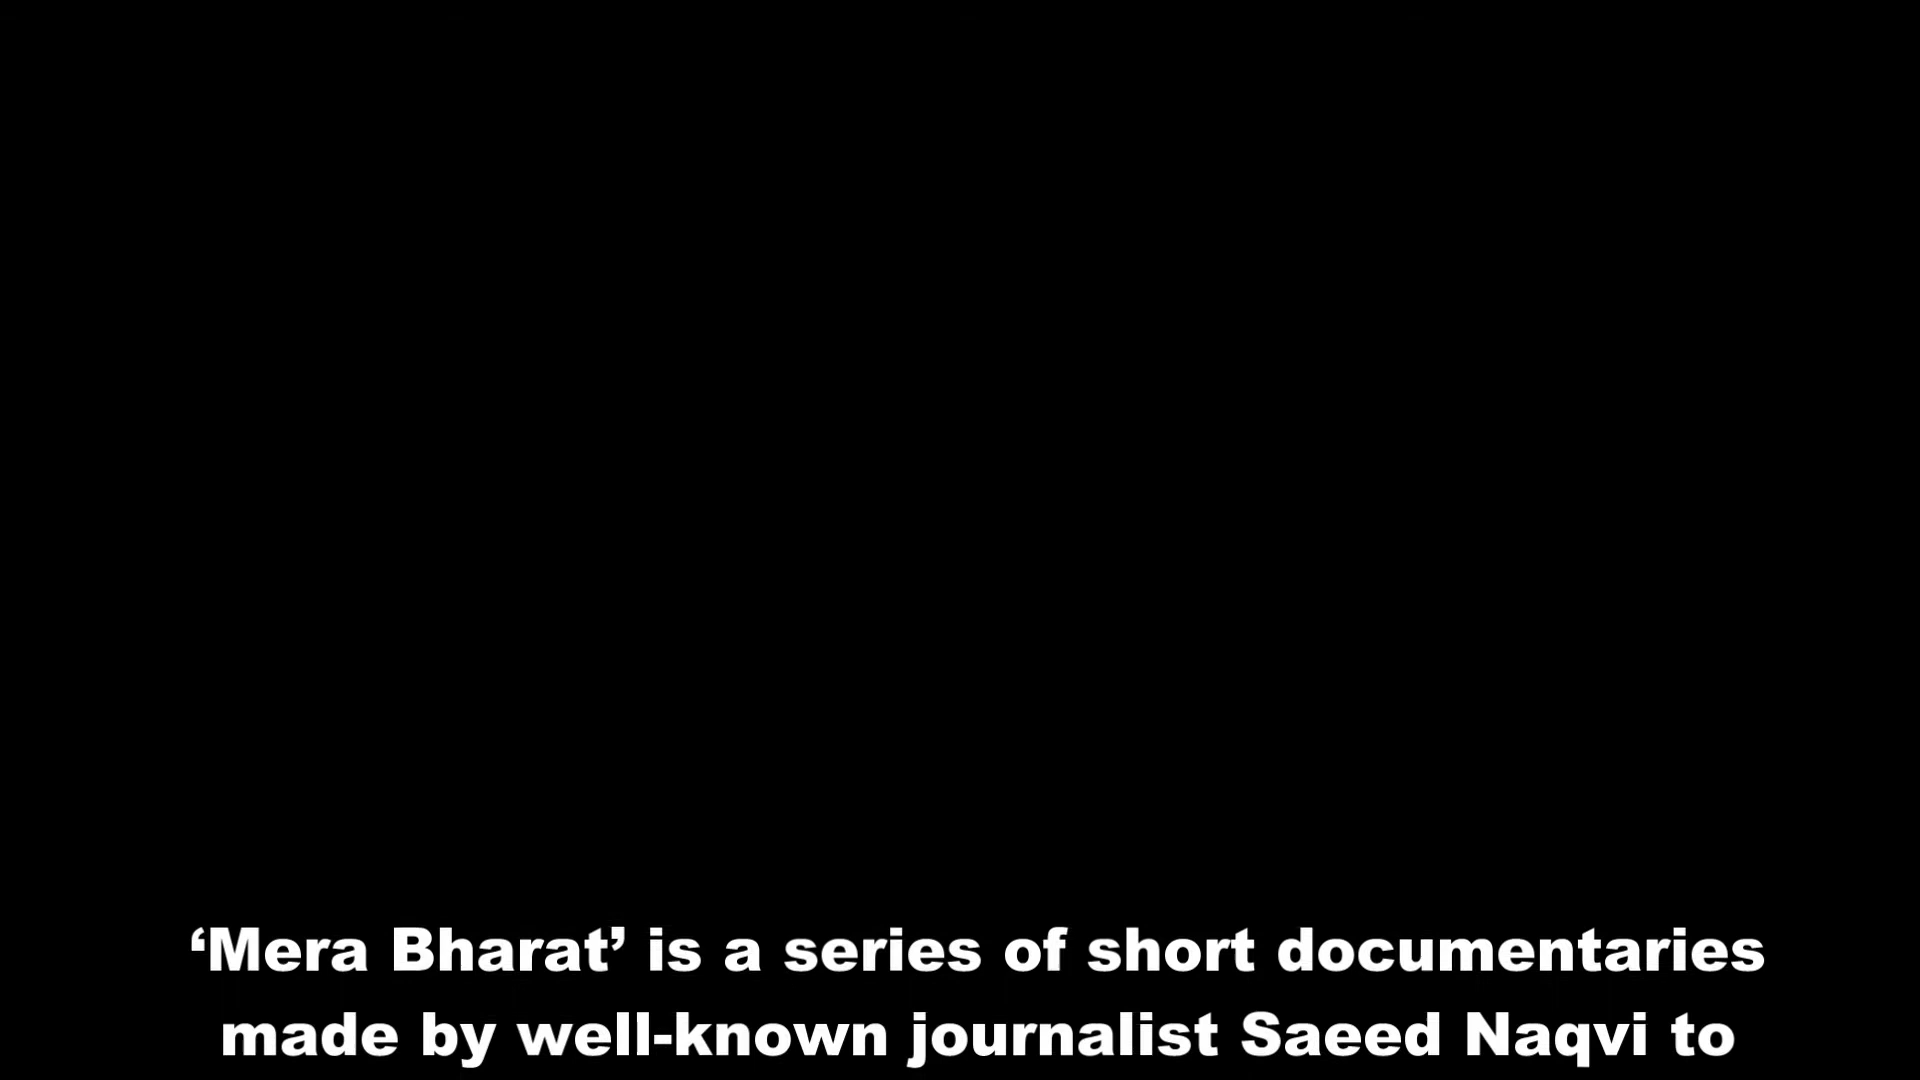 ‘Mera Bharat’ is a series of short documentaries
made by well-known journalist Saeed Naqvi to